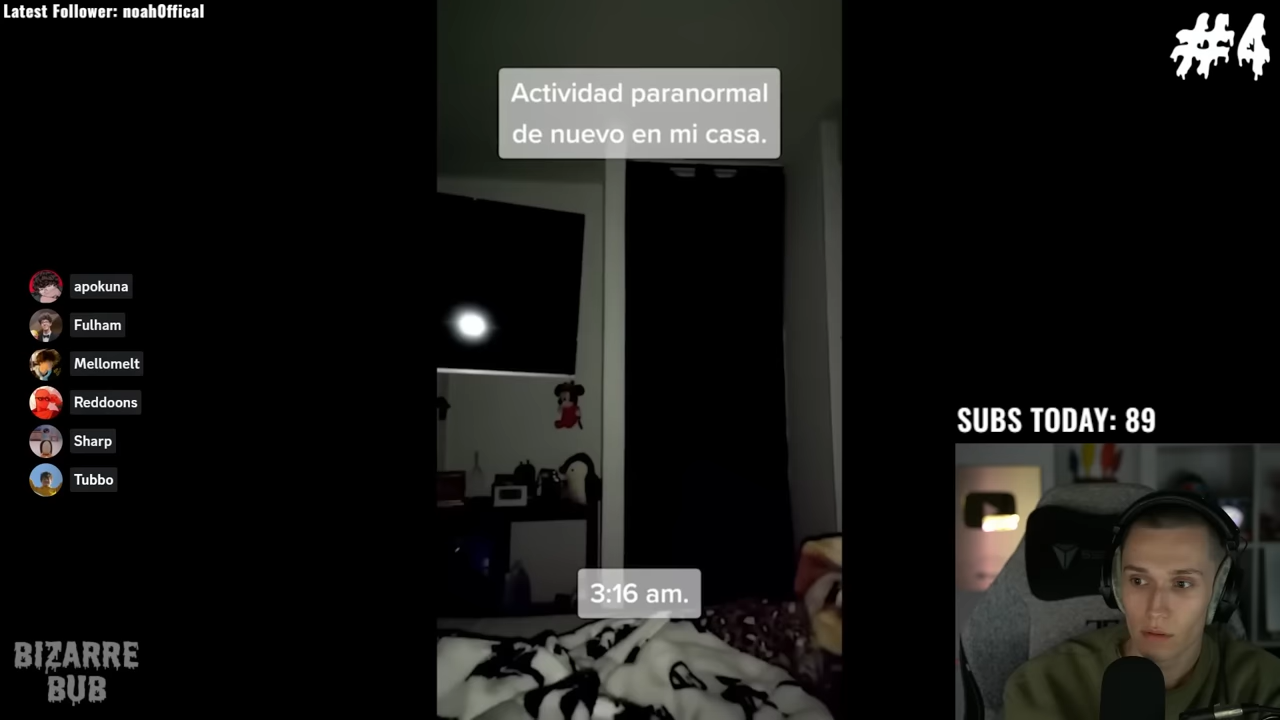 Latest Follower: noahOffical
#4
Actividad paranormal
de nuevo en mi casa.
apokuna
Fulham
Mellomelt
Reddoons
Sharp
Tubbo
SUBS TODAY: 89
3:16 am.
BIZARRE
BUB